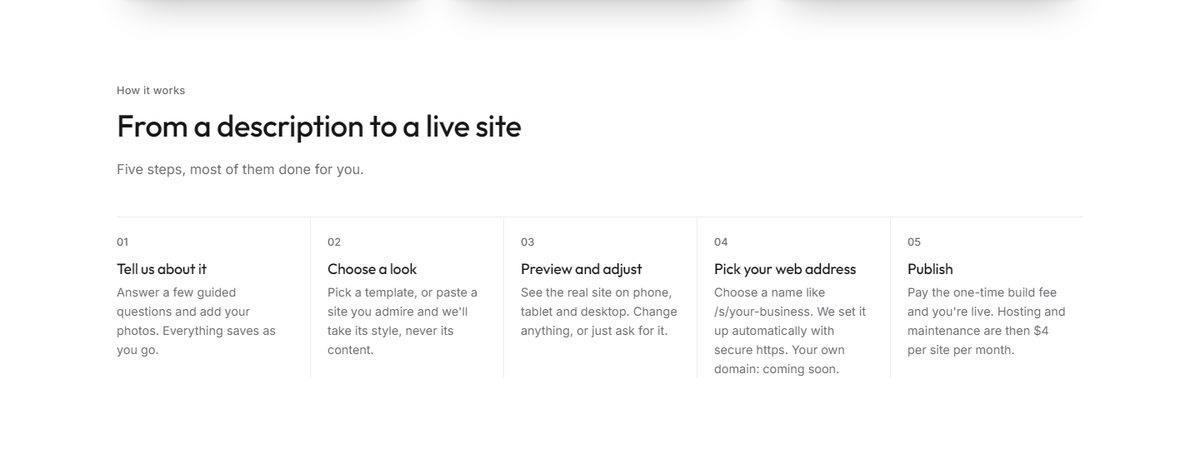 How it works
From a description to a live site
Five steps, most of them done for you.
01
Tell us about it
Answer a few guided
questions and add your
photos. Everything saves as
you go.
02
Choose a look
Pick a template, or paste a
site you admire and we'll
take its style, never its
content.
03
Preview and adjust
See the real site on phone,
tablet and desktop. Change
anything, or just ask for it.
04
Pick your web address
Choose a name like
/s/your-business. We set it
up automatically with
secure https. Your own
domain: coming soon.
05
Publish
Pay the one-time build fee
and you're live. Hosting and
maintenance are then $4
per site per month.